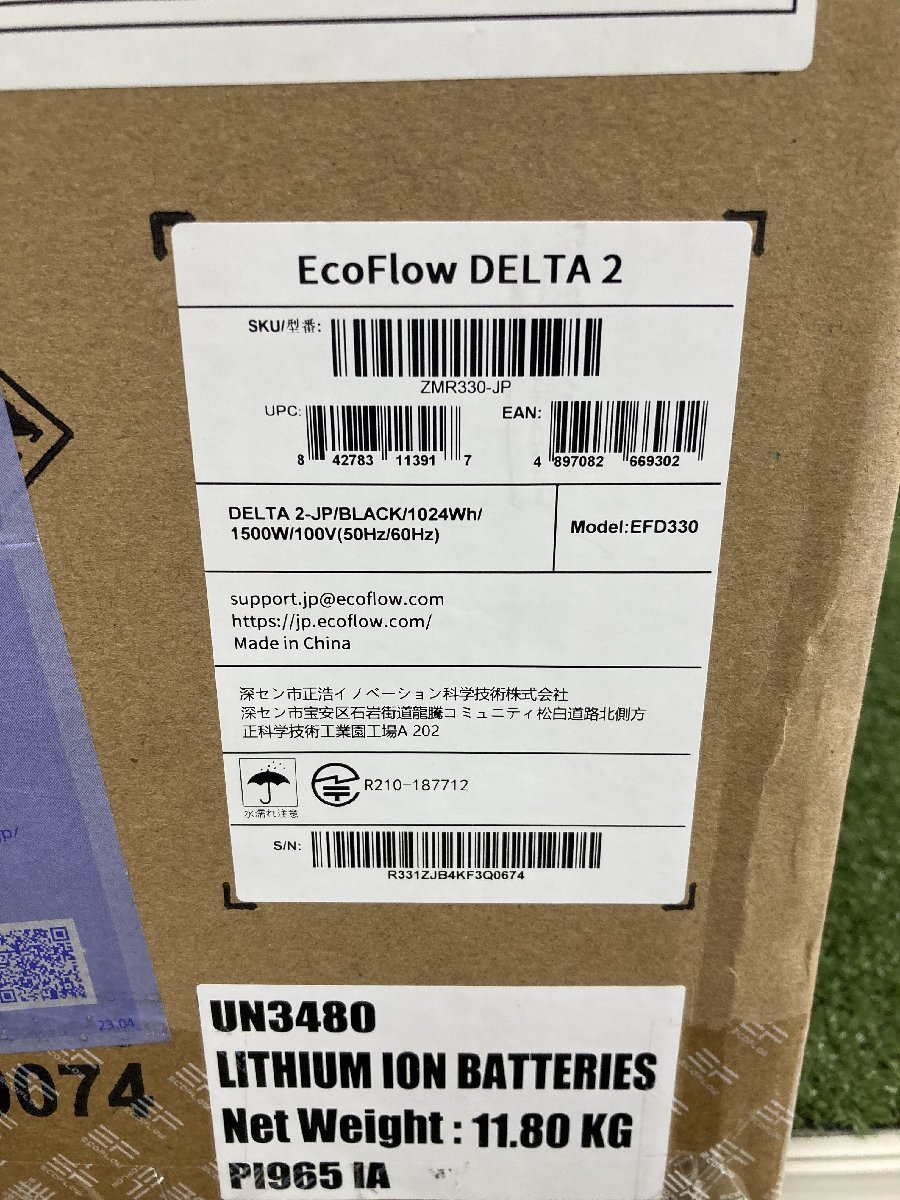 EcoFlow DELTA 2
SKU/型番:
ZMR330-JP
UPC:
8 42783 11391 7
EAN:
4 897082 669302
DELTA 2-JP/BLACK/1024Wh/
1500W/100V(50Hz/60Hz)
Model:EFD330
support.jp@ecoflow.com
https://jp.ecoflow.com/
Made in China
深セン市正浩イノベーション科学技術株式会社
深セン市宝安区石岩街道龍騰コミュニティ松白道路北側方
正科学技術工業園工場A 202
水濡れ注意
R210-187712
S/N:
R331ZJB4KF3Q0674
jp/
23.04
0074
UN3480
LITHIUM ION BATTERIES
Net Weight : 11.80 KG
PI965 IA